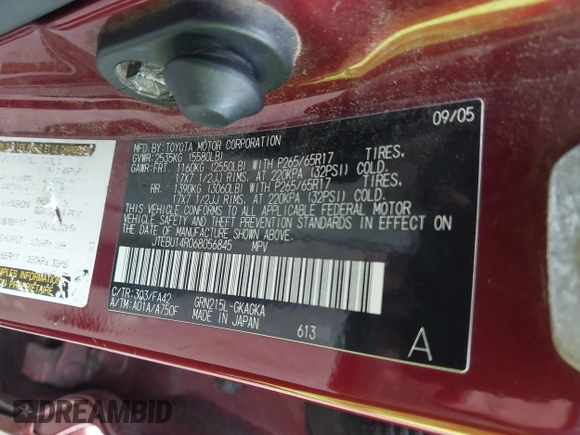 09/05
MFD.BY:TOYOTA MOTOR CORPORATION
GVWR:2535KG (5580LB)
GAWR:FRT. 1160KG (2550LB) WITH P265/65R17 TIRES,
17X7 1/2JJ RIMS, AT 220KPA (32PSI) COLD.
RR. 1390KG (3060LB) WITH P265/65R17 TIRES,
17X7 1/2JJ RIMS, AT 220KPA (32PSI) COLD.
THIS VEHICLE CONFORMS TO ALL APPLICABLE FEDERAL MOTOR
VEHICLE SAFETY AND THEFT PREVENTION STANDARDS IN EFFECT
ON THE DATE OF MANUFACTURE SHOWN ABOVE.
JTEBU14R068056845 MPV
C/TR:3Q3/FA42 GRN215L-GKAGKA
A/TM:A01A/A750F MADE IN JAPAN 613
A
DREAMBID